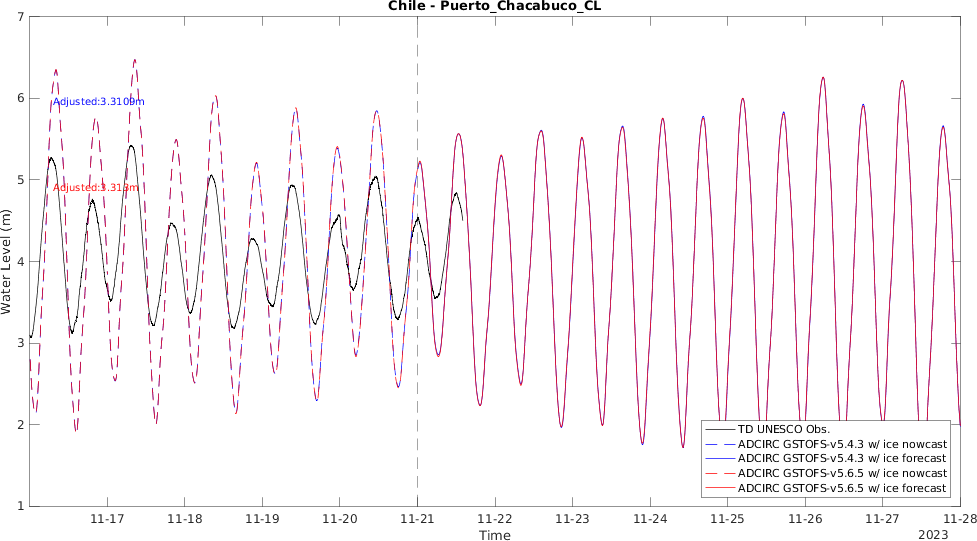 Chile - Puerto_Chacabuco_CL
7
6
5
4
3
2
1
Water Level (m)
Adjusted:3.3109m
Adjusted:3.313m
TD UNESCO Obs.
ADCIRC GSTOFS-v5.4.3 w/ ice nowcast
ADCIRC GSTOFS-v5.4.3 w/ ice forecast
ADCIRC GSTOFS-v5.6.5 w/ ice nowcast
ADCIRC GSTOFS-v5.6.5 w/ ice forecast
11-17 11-18 11-19 11-20 11-21 11-22 11-23 11-24 11-25 11-26 11-27 11-28
Time
2023